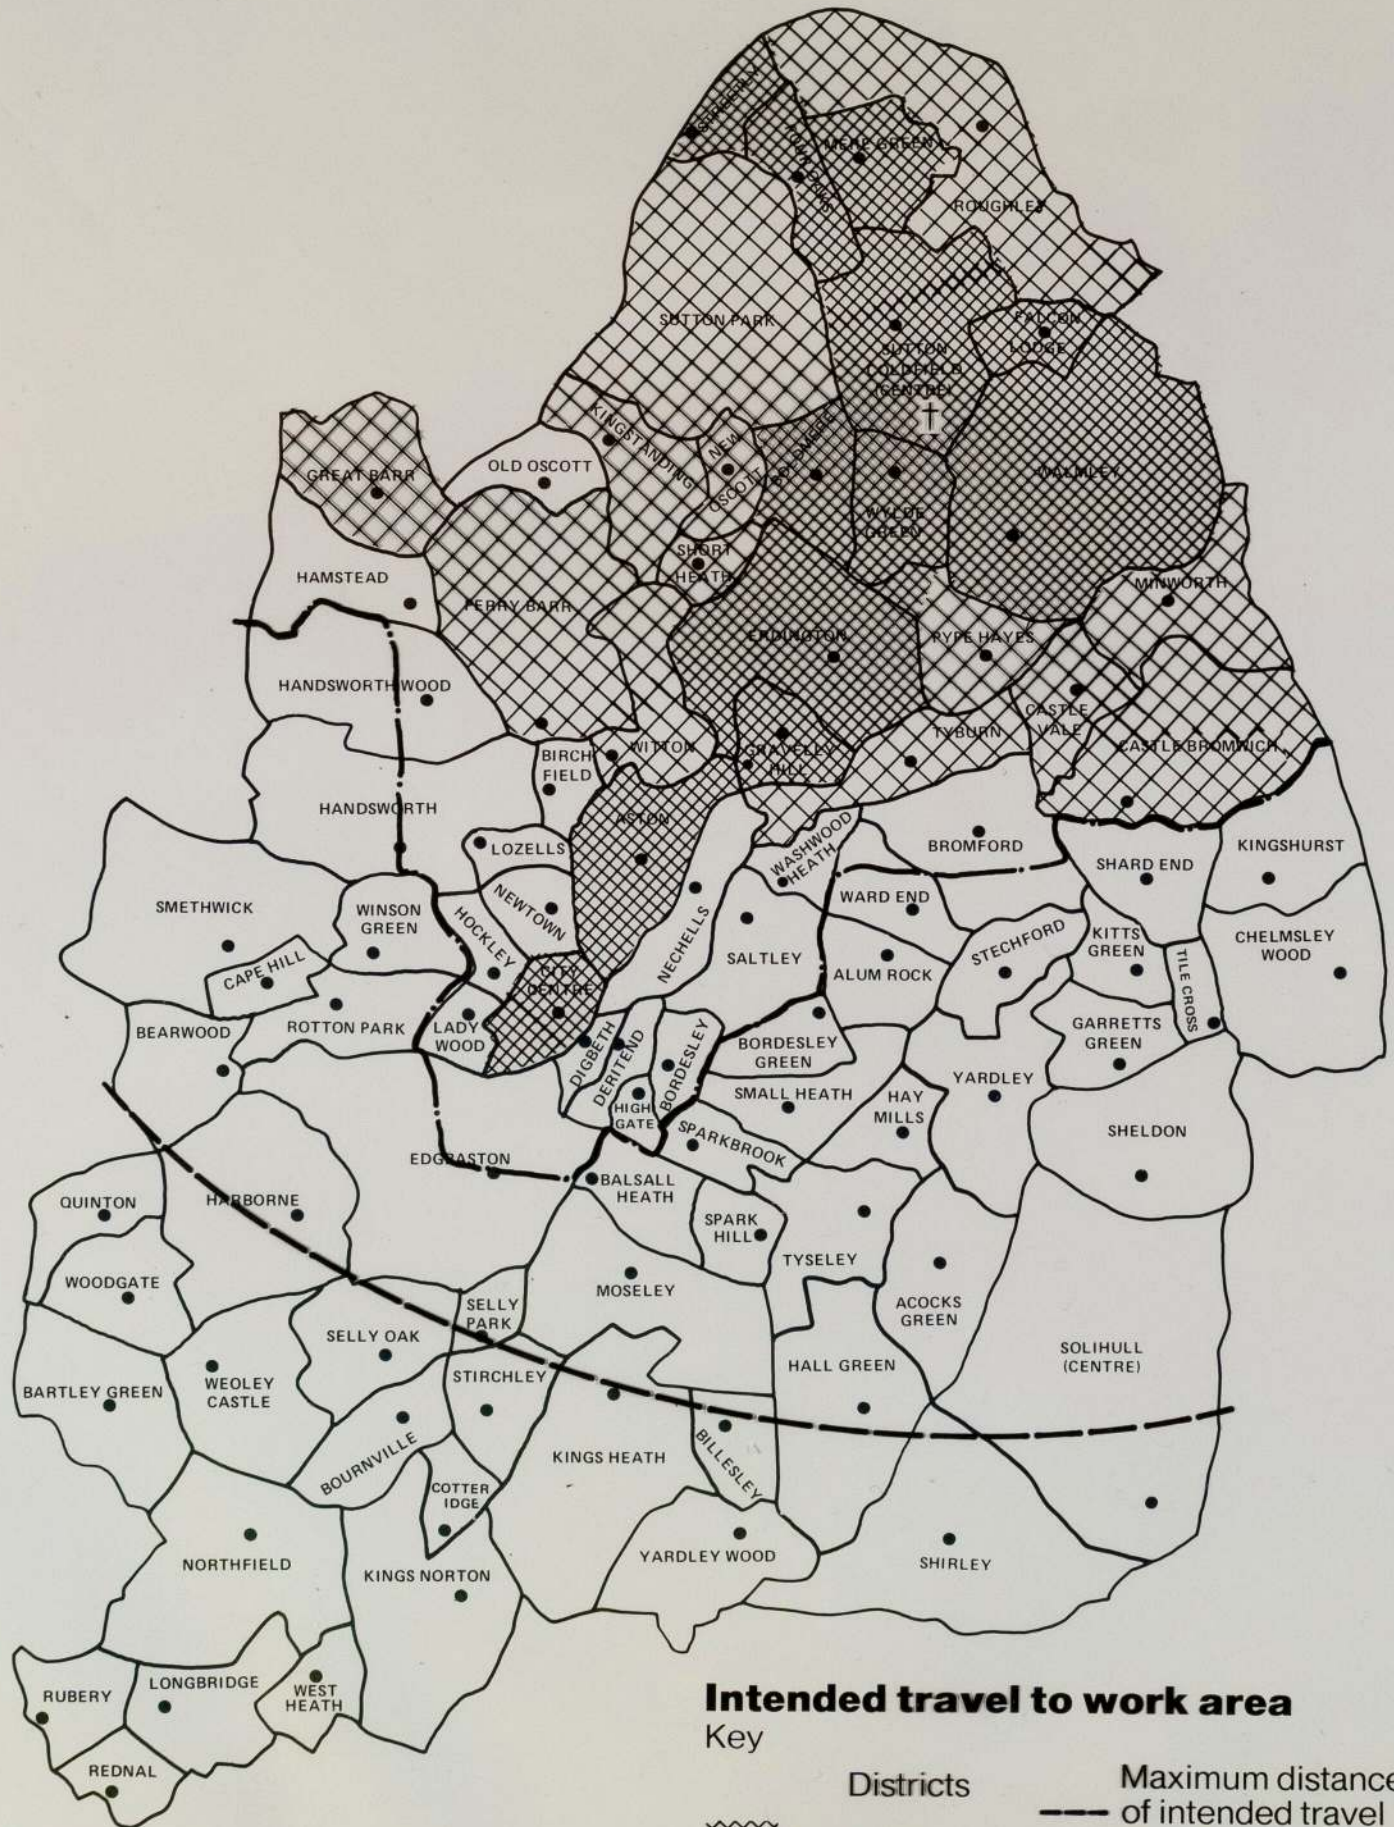 STREETLY
FOUR OAKS
MERE GREEN
ROUGHLEY
SUTTON PARK
SUTTON
COLDFIELD
(CENTRE)
FALCON
LODGE
KINGSTANDING
NEW
OSCOTT
BOLDMERE
WALMLEY
GREAT BARR
OLD OSCOTT
WYLDE
GREEN
SHORT
HEATH
HAMSTEAD
PERRY BARR
MINWORTH
ERDINGTON
PYPE HAYES
HANDSWORTH WOOD
CASTLE
VALE
WITTON
GRAVELLY
HILL
TYBURN
CASTLE BROMWICH
BIRCH
FIELD
HANDSWORTH
ASTON
LOZELLS
WASHWOOD
HEATH
BROMFORD
SHARD END
KINGSHURST
SMETHWICK
WINSON
GREEN
HOCKLEY
NEWTOWN
NECHELLS
WARD END
SALTLEY
ALUM ROCK
STECHFORD
KITTS
GREEN
TILE CROSS
CHELMSLEY
WOOD
CAPE HILL
CITY
CENTRE
BEARWOOD
ROTTON PARK
LADY
WOOD
DIGBETH
DERITEND
BORDESLEY
BORDESLEY
GREEN
GARRETTS
GREEN
HIGH
GATE
SMALL HEATH
HAY
MILLS
YARDLEY
SHELDON
SPARKBROOK
EDGBASTON
BALSALL
HEATH
QUINTON
HARBORNE
SPARK
HILL
TYSELEY
WOODGATE
MOSELEY
ACOCKS
GREEN
SELLY
PARK
SELLY OAK
SOLIHULL
(CENTRE)
BARTLEY GREEN
WEOLEY
CASTLE
STIRCHLEY
HALL GREEN
BOURNVILLE
KINGS HEATH
BILLESLEY
COTTER
IDGE
NORTHFIELD
KINGS NORTON
YARDLEY WOOD
SHIRLEY
RUBERY
LONGBRIDGE
WEST
HEATH
REDNAL
Intended travel to work area
Key
Districts
Maximum distance
of intended travel